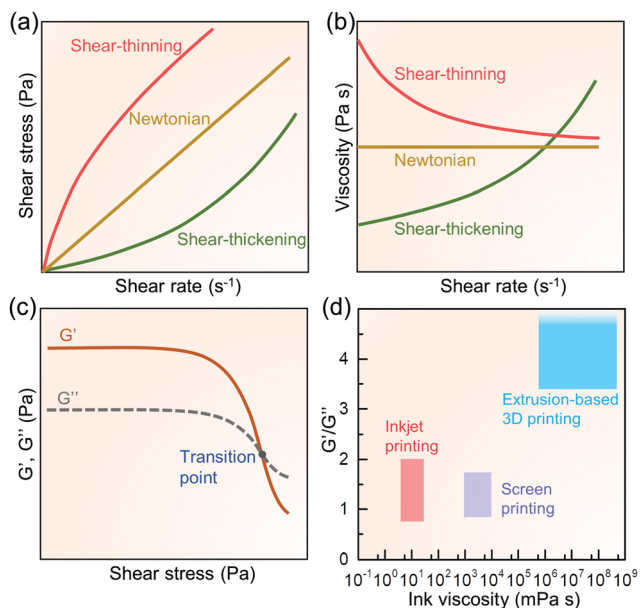 (a)
Shear-thinning
Newtonian
Shear-thickening
Shear stress (Pa)
Shear rate (s⁻¹)
(b)
Shear-thinning
Newtonian
Shear-thickening
Viscosity (Pa s)
Shear rate (s⁻¹)
(c)
G'
G''
Transition
point
G', G'' (Pa)
Shear stress (Pa)
(d)
G'/G''
4
3
2
1
0
Extrusion-based
3D printing
Inkjet
printing
Screen
printing
10⁻¹ 10⁰ 10¹ 10² 10³ 10⁴ 10⁵ 10⁶ 10⁷ 10⁸ 10⁹
Ink viscosity (mPa s)